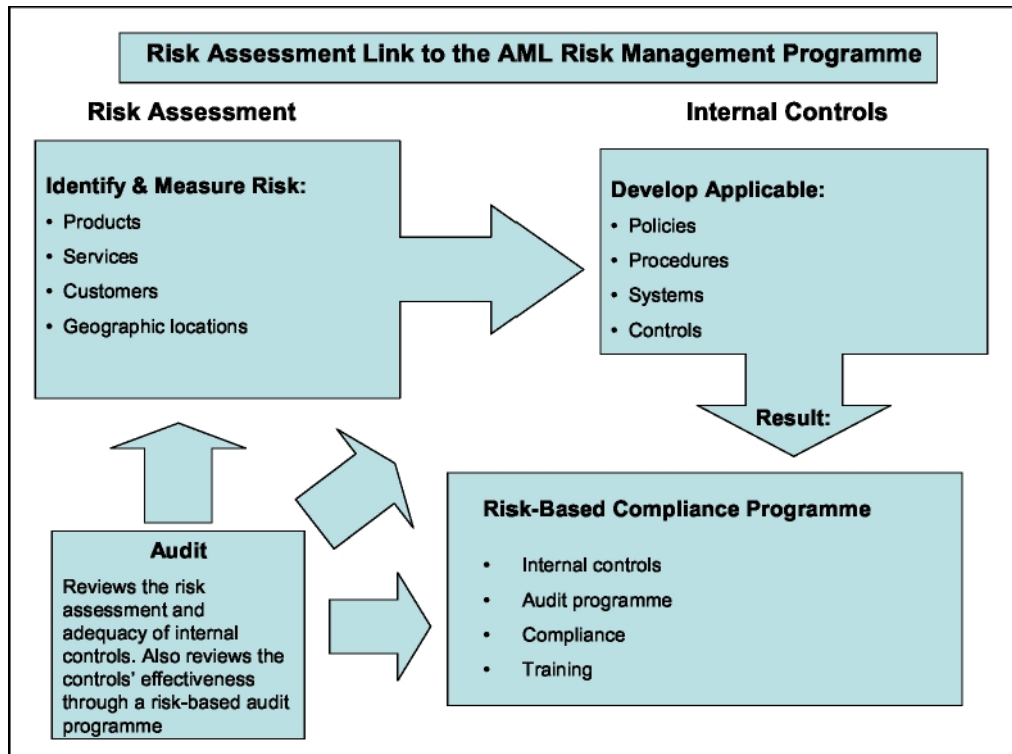 Risk Assessment Link to the AML Risk Management Programme
Risk Assessment
Internal Controls
Identify & Measure Risk:
• Products
• Services
• Customers
• Geographic locations
Develop Applicable:
• Policies
• Procedures
• Systems
• Controls
Result:
Audit
Reviews the risk
assessment and
adequacy of internal
controls. Also reviews the
controls' effectiveness
through a risk-based audit
programme
Risk-Based Compliance Programme
• Internal controls
• Audit programme
• Compliance
• Training